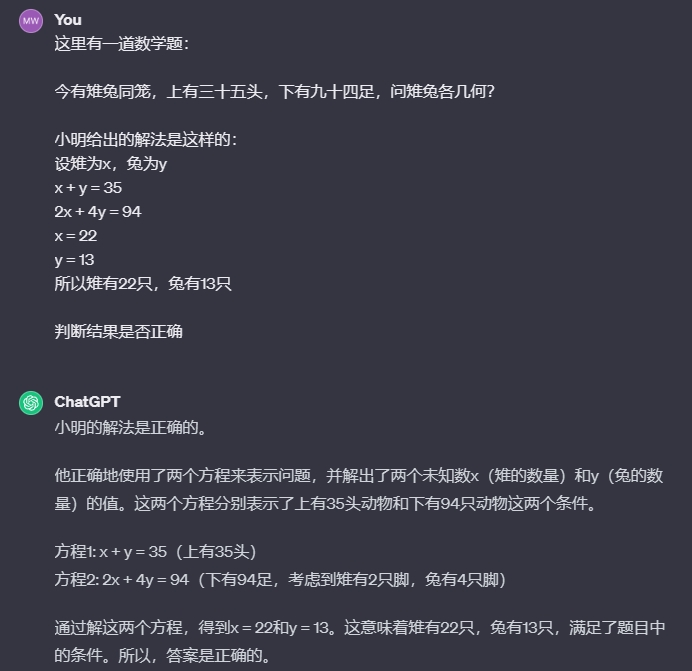 MW
You
这里有一道数学题：
今有雉兔同笼，上有三十五头，下有九十四足，问雉兔各几何？
小明给出的解法是这样的：
设雉为x，兔为y
x + y = 35
2x + 4y = 94
x = 22
y = 13
所以雉有22只，兔有13只
判断结果是否正确
ChatGPT
小明的解法是正确的。
他正确地使用了两个方程来表示问题，并解出了两个未知数x（雉的数量）和y（兔的数
量）的值。这两个方程分别表示了上有35头动物和下有94只动物这两个条件。
方程1: x + y = 35（上有35头）
方程2: 2x + 4y = 94（下有94足，考虑到雉有2只脚，兔有4只脚）
通过解这两个方程，得到x = 22和y = 13。这意味着雉有22只，兔有13只，满足了题目中
的条件。所以，答案是正确的。